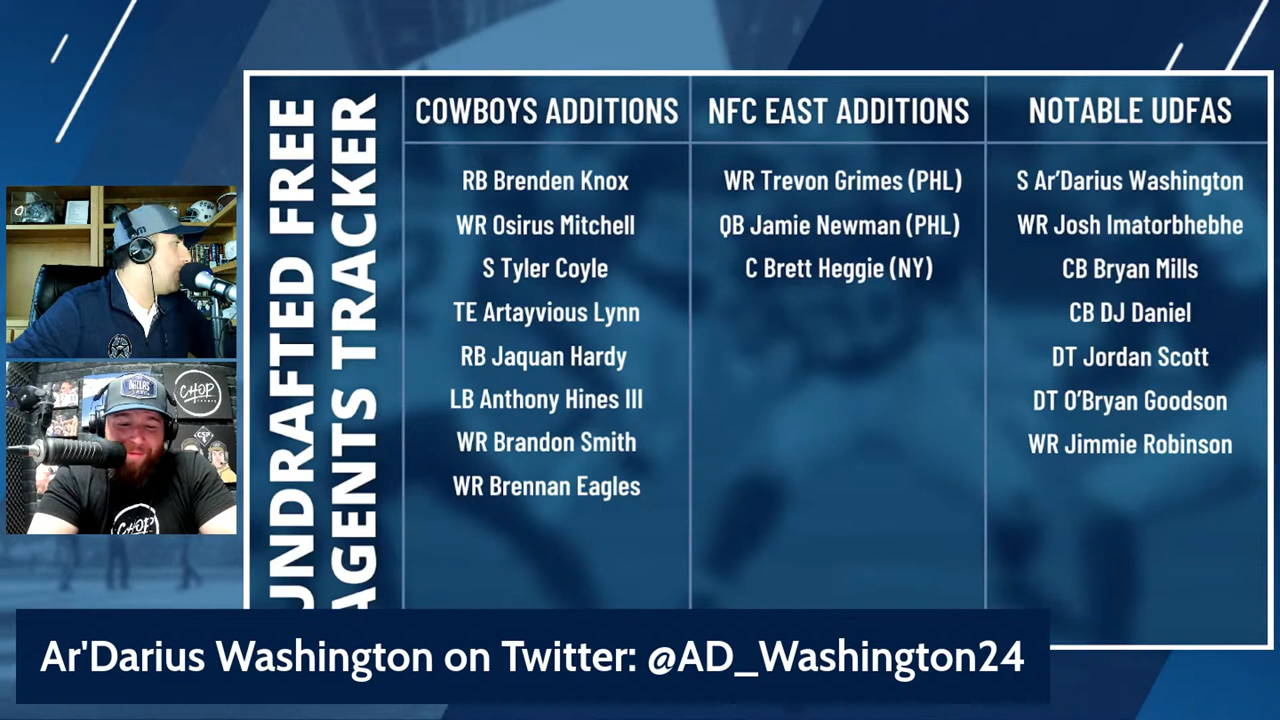 UNDRAFTED FREE
AGENTS TRACKER
COWBOYS ADDITIONS
RB Brenden Knox
WR Osirus Mitchell
S Tyler Coyle
TE Artayvious Lynn
RB Jaquan Hardy
LB Anthony Hines III
WR Brandon Smith
WR Brennan Eagles
NFC EAST ADDITIONS
WR Trevon Grimes (PHL)
QB Jamie Newman (PHL)
C Brett Heggie (NY)
NOTABLE UDFAS
S Ar’Darius Washington
WR Josh Imatorbhebhe
CB Bryan Mills
CB DJ Daniel
DT Jordan Scott
DT O’Bryan Goodson
WR Jimmie Robinson
CHOP
DALLAS
CHOP
Ar'Darius Washington on Twitter: @AD_Washington24